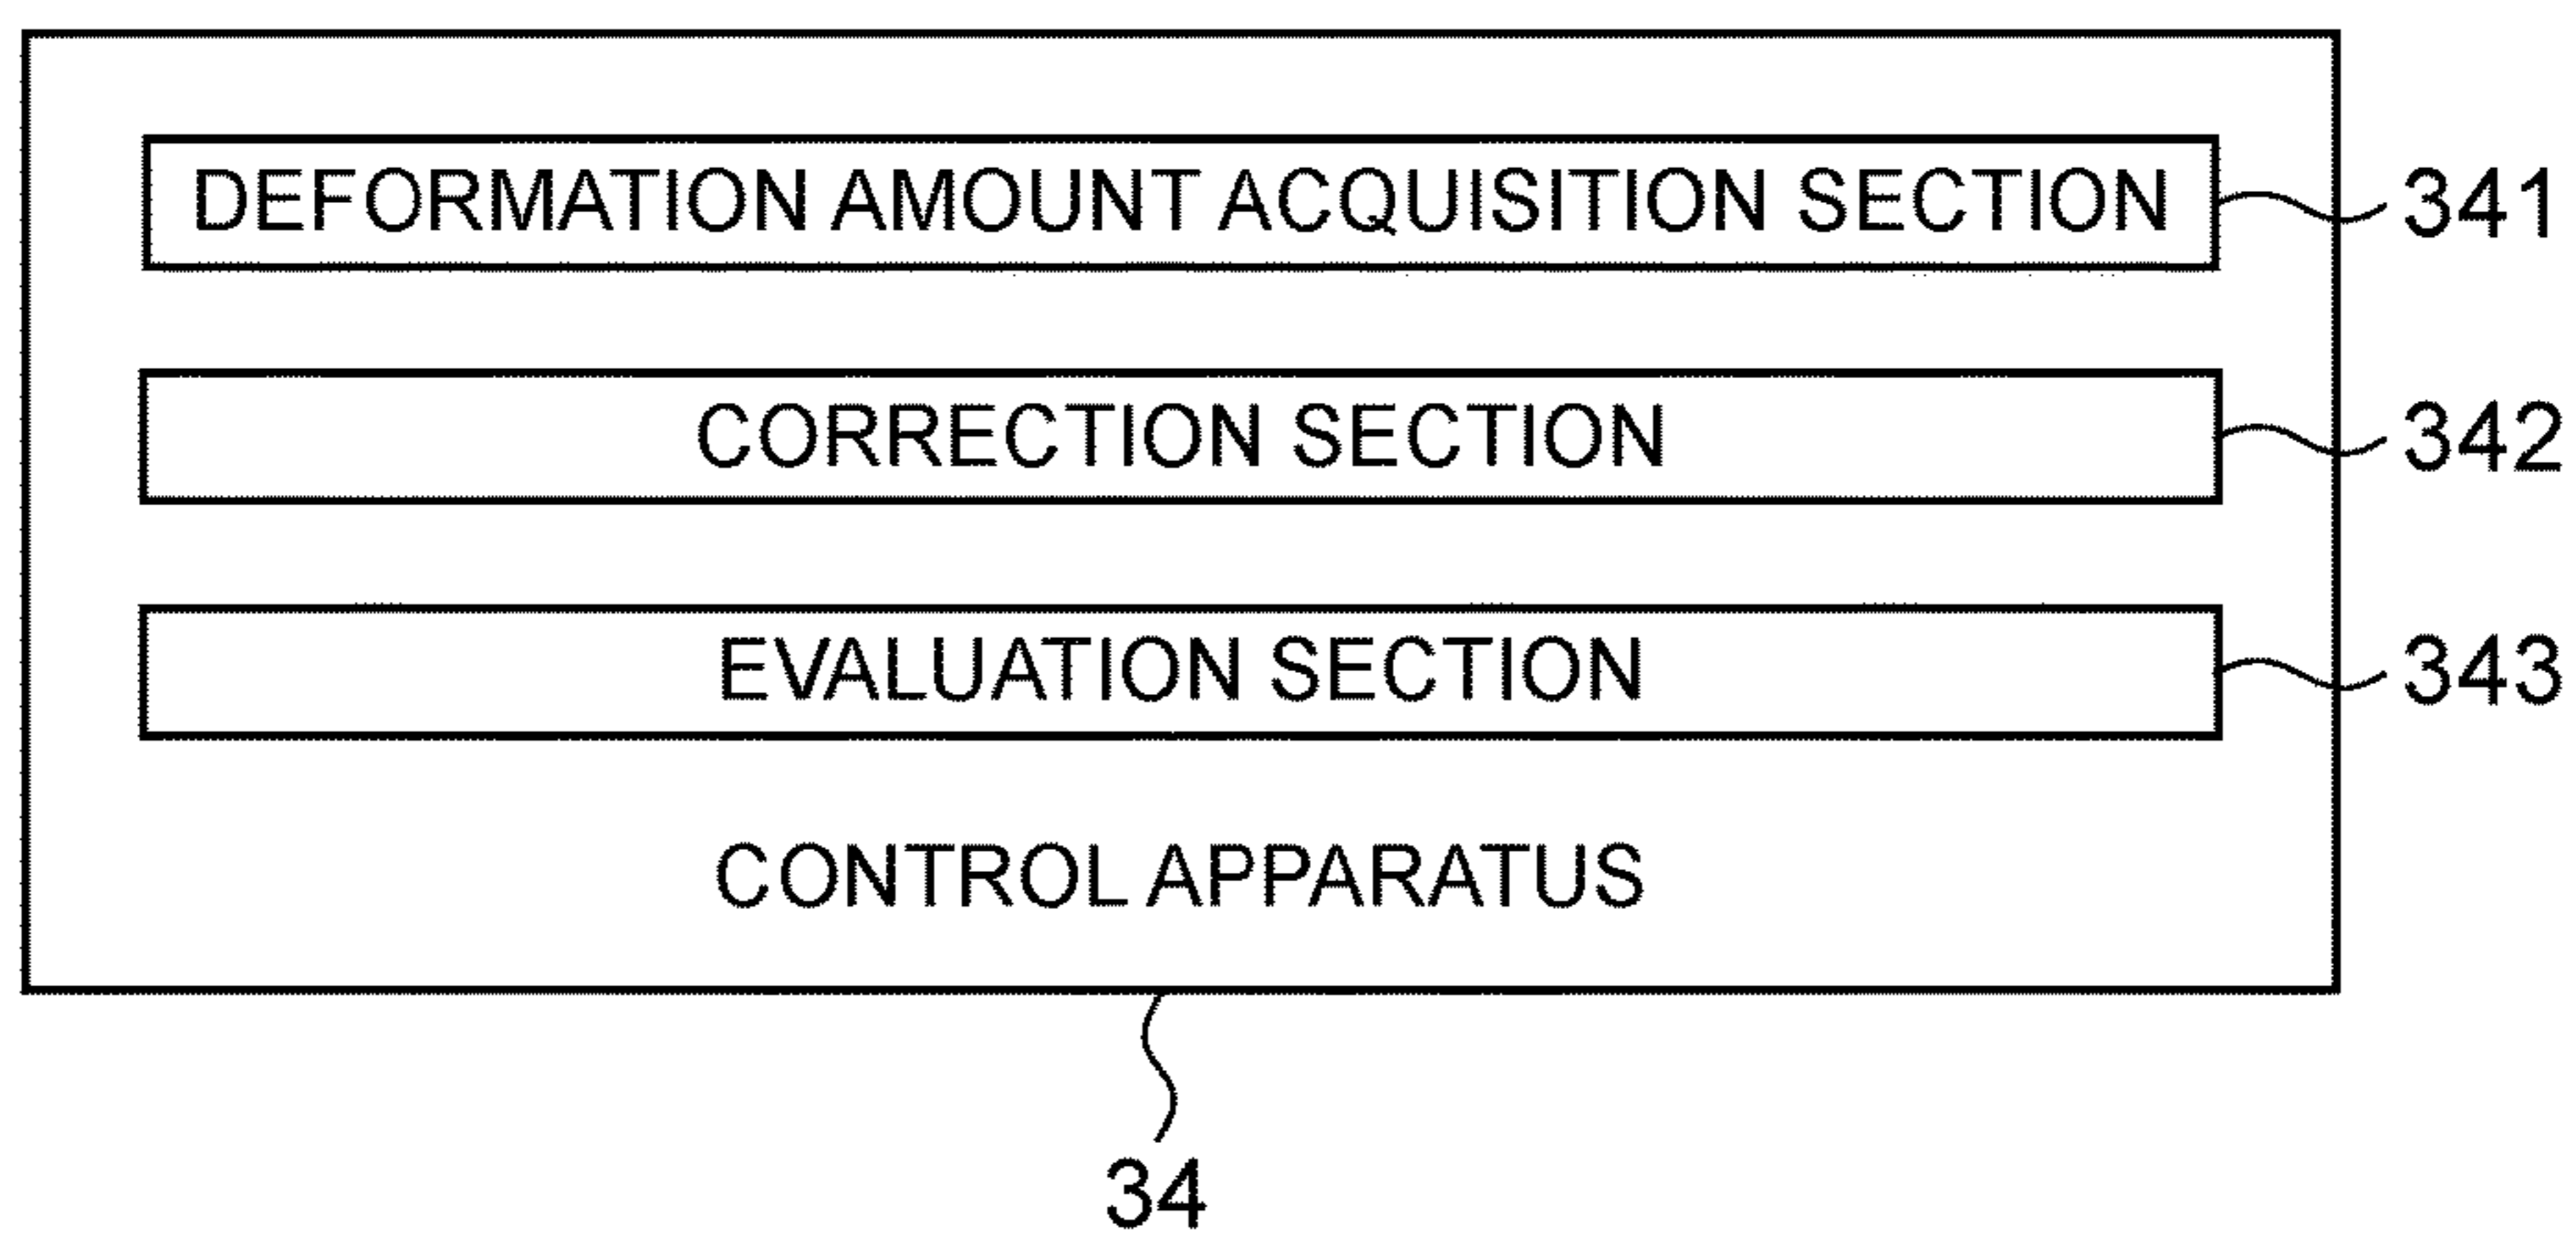 DEFORMATION AMOUNT ACQUISITION SECTION 341
CORRECTION SECTION 342
EVALUATION SECTION 343
CONTROL APPARATUS
34